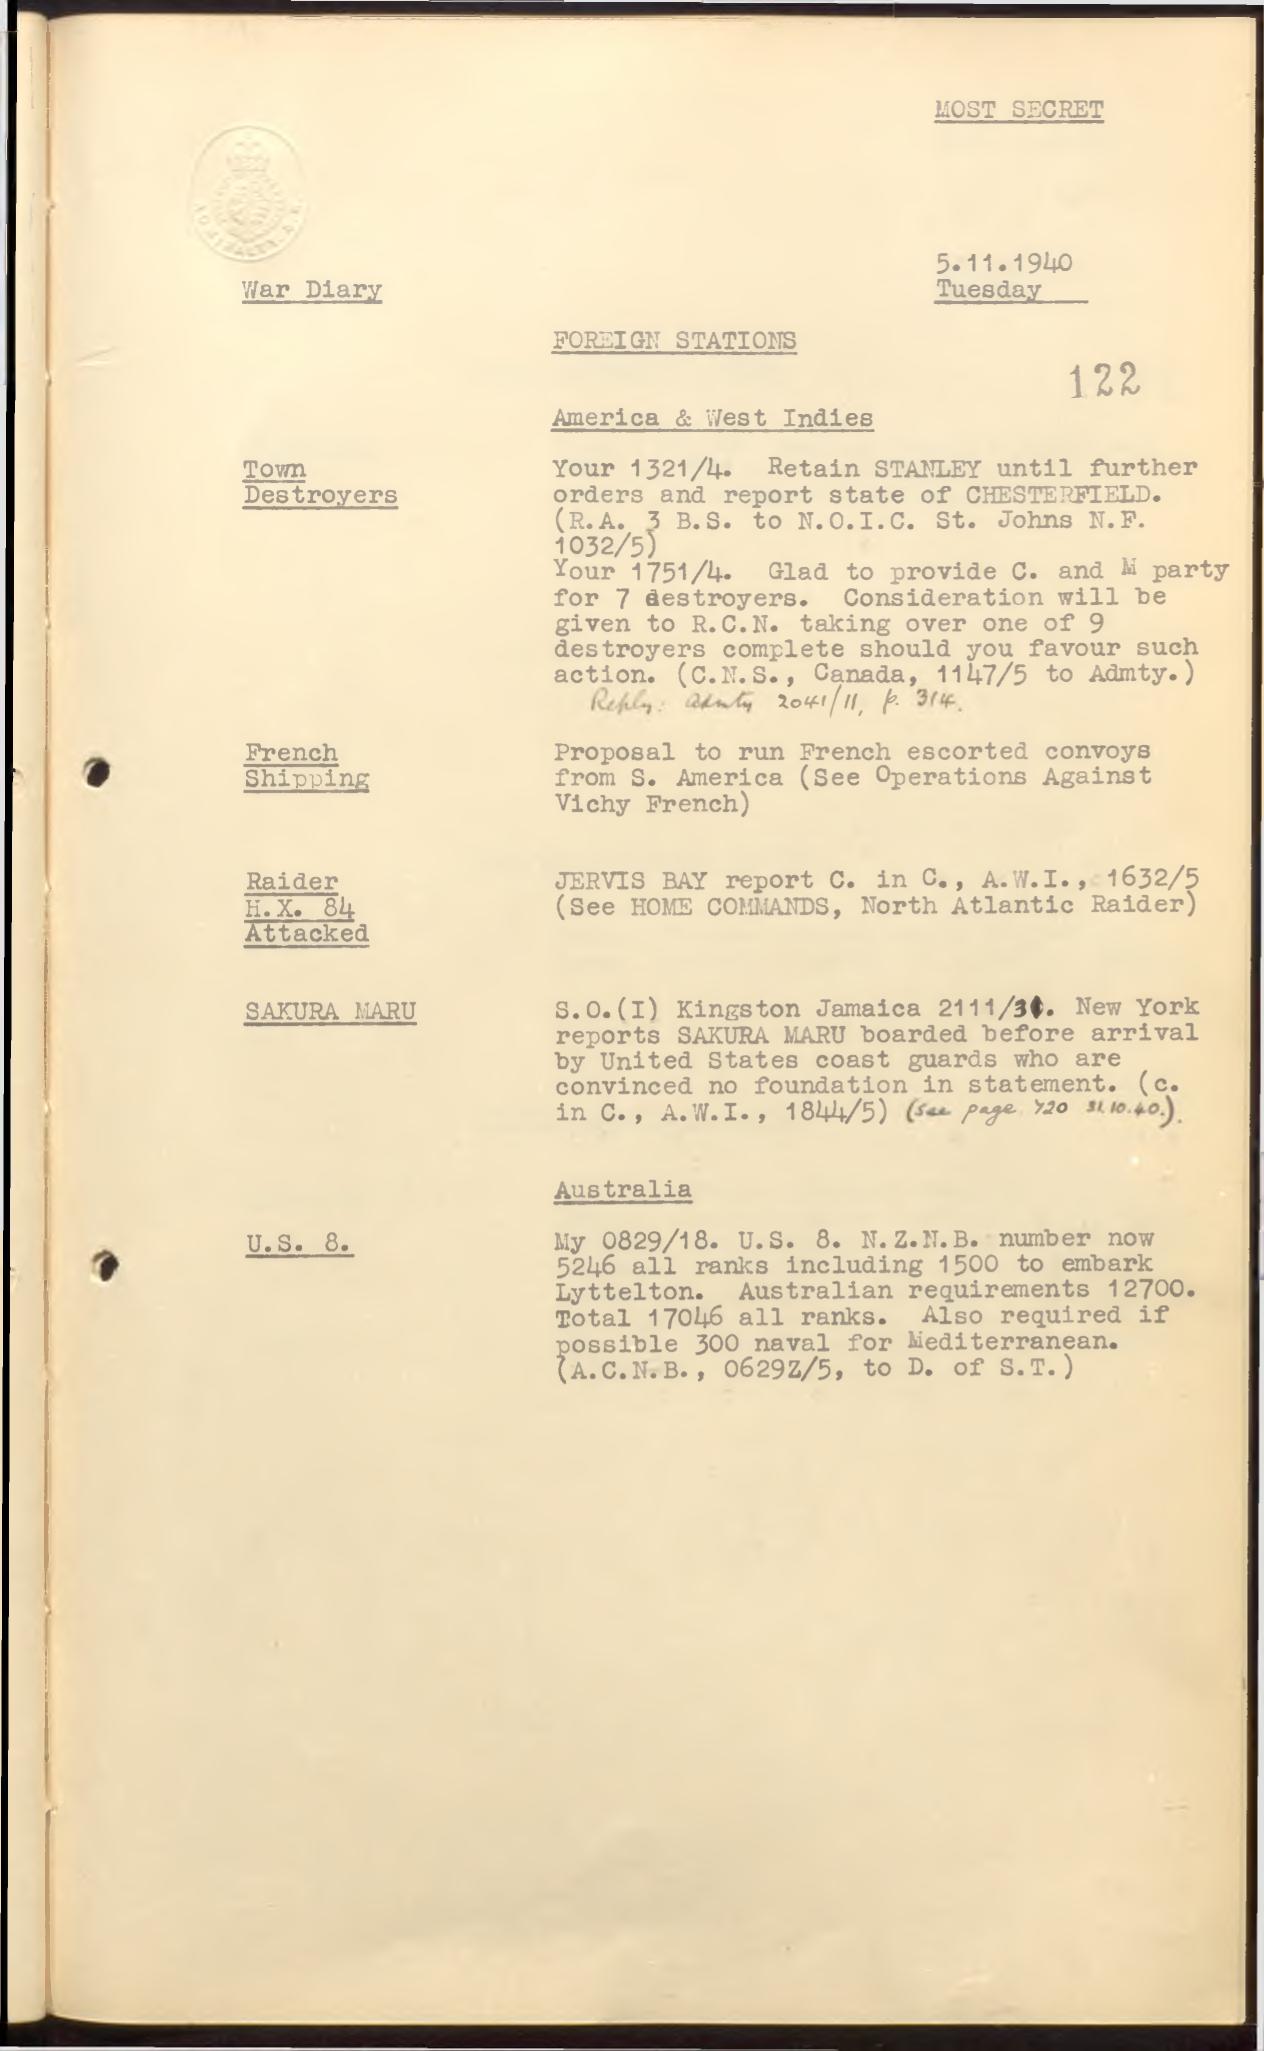 MOST SECRET
5.11.1940
War Diary
Tuesday
FOREIGN STATIONS
122
America & West Indies
Town
Destroyers
Your 1321/4. Retain STANLEY until further
orders and report state of CHESTERFIELD.
(R.A. 3 B.S. to N.O.I.C. St. Johns N.F.
1032/5)
Your 1751/4. Glad to provide C. and M party
for 7 destroyers. Consideration will be
given to R.C.N. taking over one of 9
destroyers complete should you favour such
action. (C.N.S., Canada, 1147/5 to Admty.)
Reply: Admty 2041/11, p. 314.
French
Shipping
Proposal to run French escorted convoys
from S. America (See Operations Against
Vichy French)
Raider
H.X. 84
Attacked
JERVIS BAY report C. in C., A.W.I., 1632/5
(See HOME COMMANDS, North Atlantic Raider)
SAKURA MARU
S.O.(I) Kingston Jamaica 2111/31. New York
reports SAKURA MARU boarded before arrival
by United States coast guards who are
convinced no foundation in statement. (c.
in C., A.W.I., 1844/5) (See page 720 31.10.40.).
Australia
U.S. 8.
My 0829/18. U.S. 8. N.Z.N.B. number now
5246 all ranks including 1500 to embark
Lyttelton. Australian requirements 12700.
Total 17046 all ranks. Also required if
possible 300 naval for Mediterranean.
(A.C.N.B., 0629Z/5, to D. of S.T.)